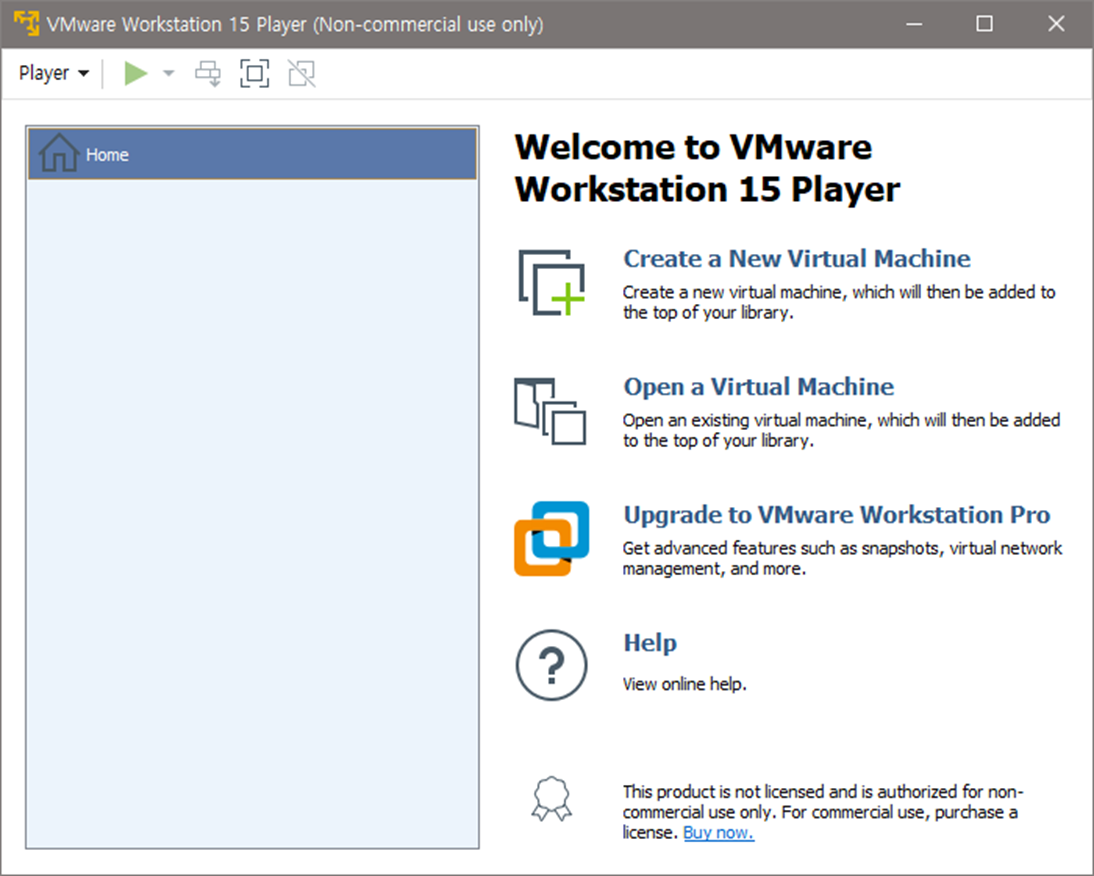 VMware Workstation 15 Player (Non-commercial use only)
Player
Home
Welcome to VMware
Workstation 15 Player
Create a New Virtual Machine
Create a new virtual machine, which will then be added to
the top of your library.
Open a Virtual Machine
Open an existing virtual machine, which will then be added
to the top of your library.
Upgrade to VMware Workstation Pro
Get advanced features such as snapshots, virtual network
management, and more.
?
Help
View online help.
This product is not licensed and is authorized for non-
commercial use only. For commercial use, purchase a
license. Buy now.